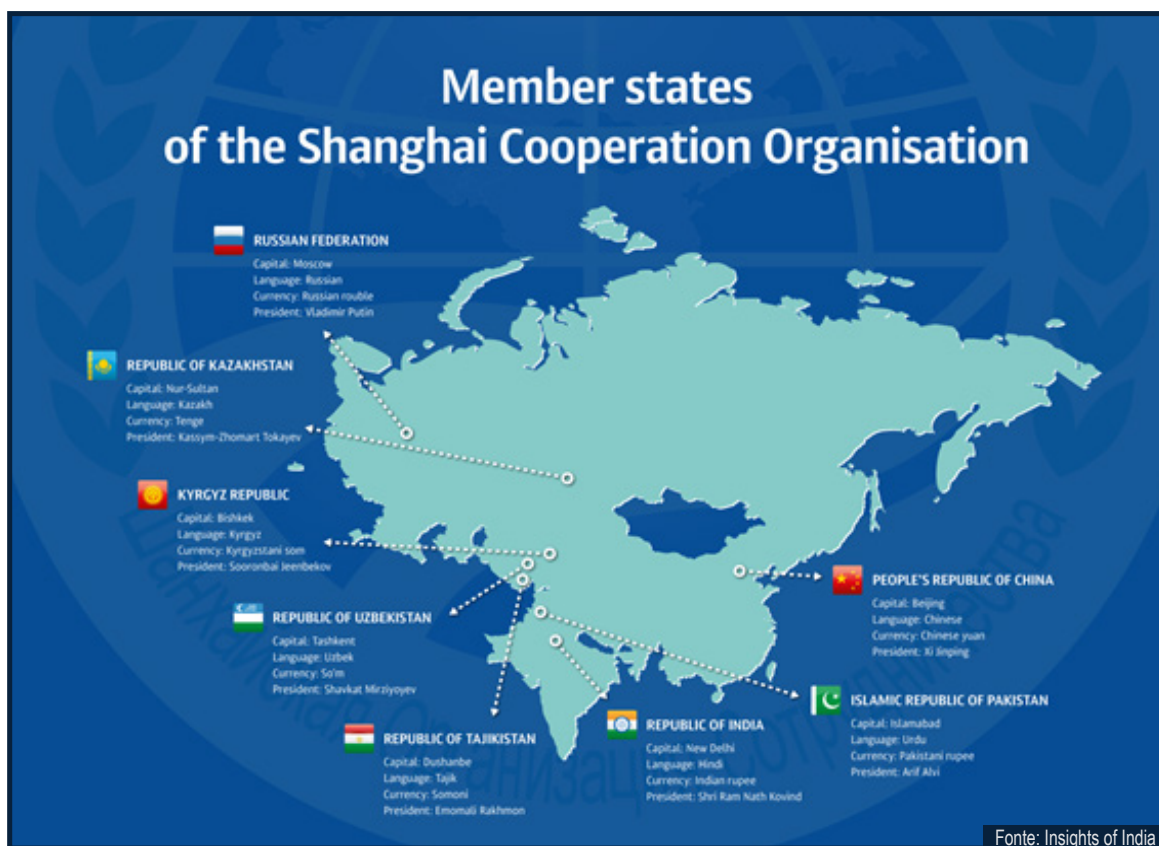 Member states
of the Shanghai Cooperation Organisation
RUSSIAN FEDERATION
Capital: Moscow
Language: Russian
Currency: Russian rouble
President: Vladimir Putin
REPUBLIC OF KAZAKHSTAN
Capital: Nur-Sultan
Language: Kazakh
Currency: Tenge
President: Kassym-Zhomart Tokayev
KYRGYZ REPUBLIC
Capital: Bishkek
Language: Kyrgyz
Currency: Kyrgyzstani som
President: Sooronbai Jeenbekov
REPUBLIC OF UZBEKISTAN
Capital: Tashkent
Language: Uzbek
Currency: So'm
President: Shavkat Mirziyoyev
REPUBLIC OF TAJIKISTAN
Capital: Dushanbe
Language: Tajik
Currency: Somoni
President: Emomali Rakhmon
REPUBLIC OF INDIA
Capital: New Delhi
Language: Hindi
Currency: Indian rupee
President: Shri Ram Nath Kovind
PEOPLE'S REPUBLIC OF CHINA
Capital: Beijing
Language: Chinese
Currency: Chinese yuan
President: Xi Jinping
ISLAMIC REPUBLIC OF PAKISTAN
Capital: Islamabad
Language: Urdu
Currency: Pakistani rupee
President: Arif Alvi
Fonte: Insights of India